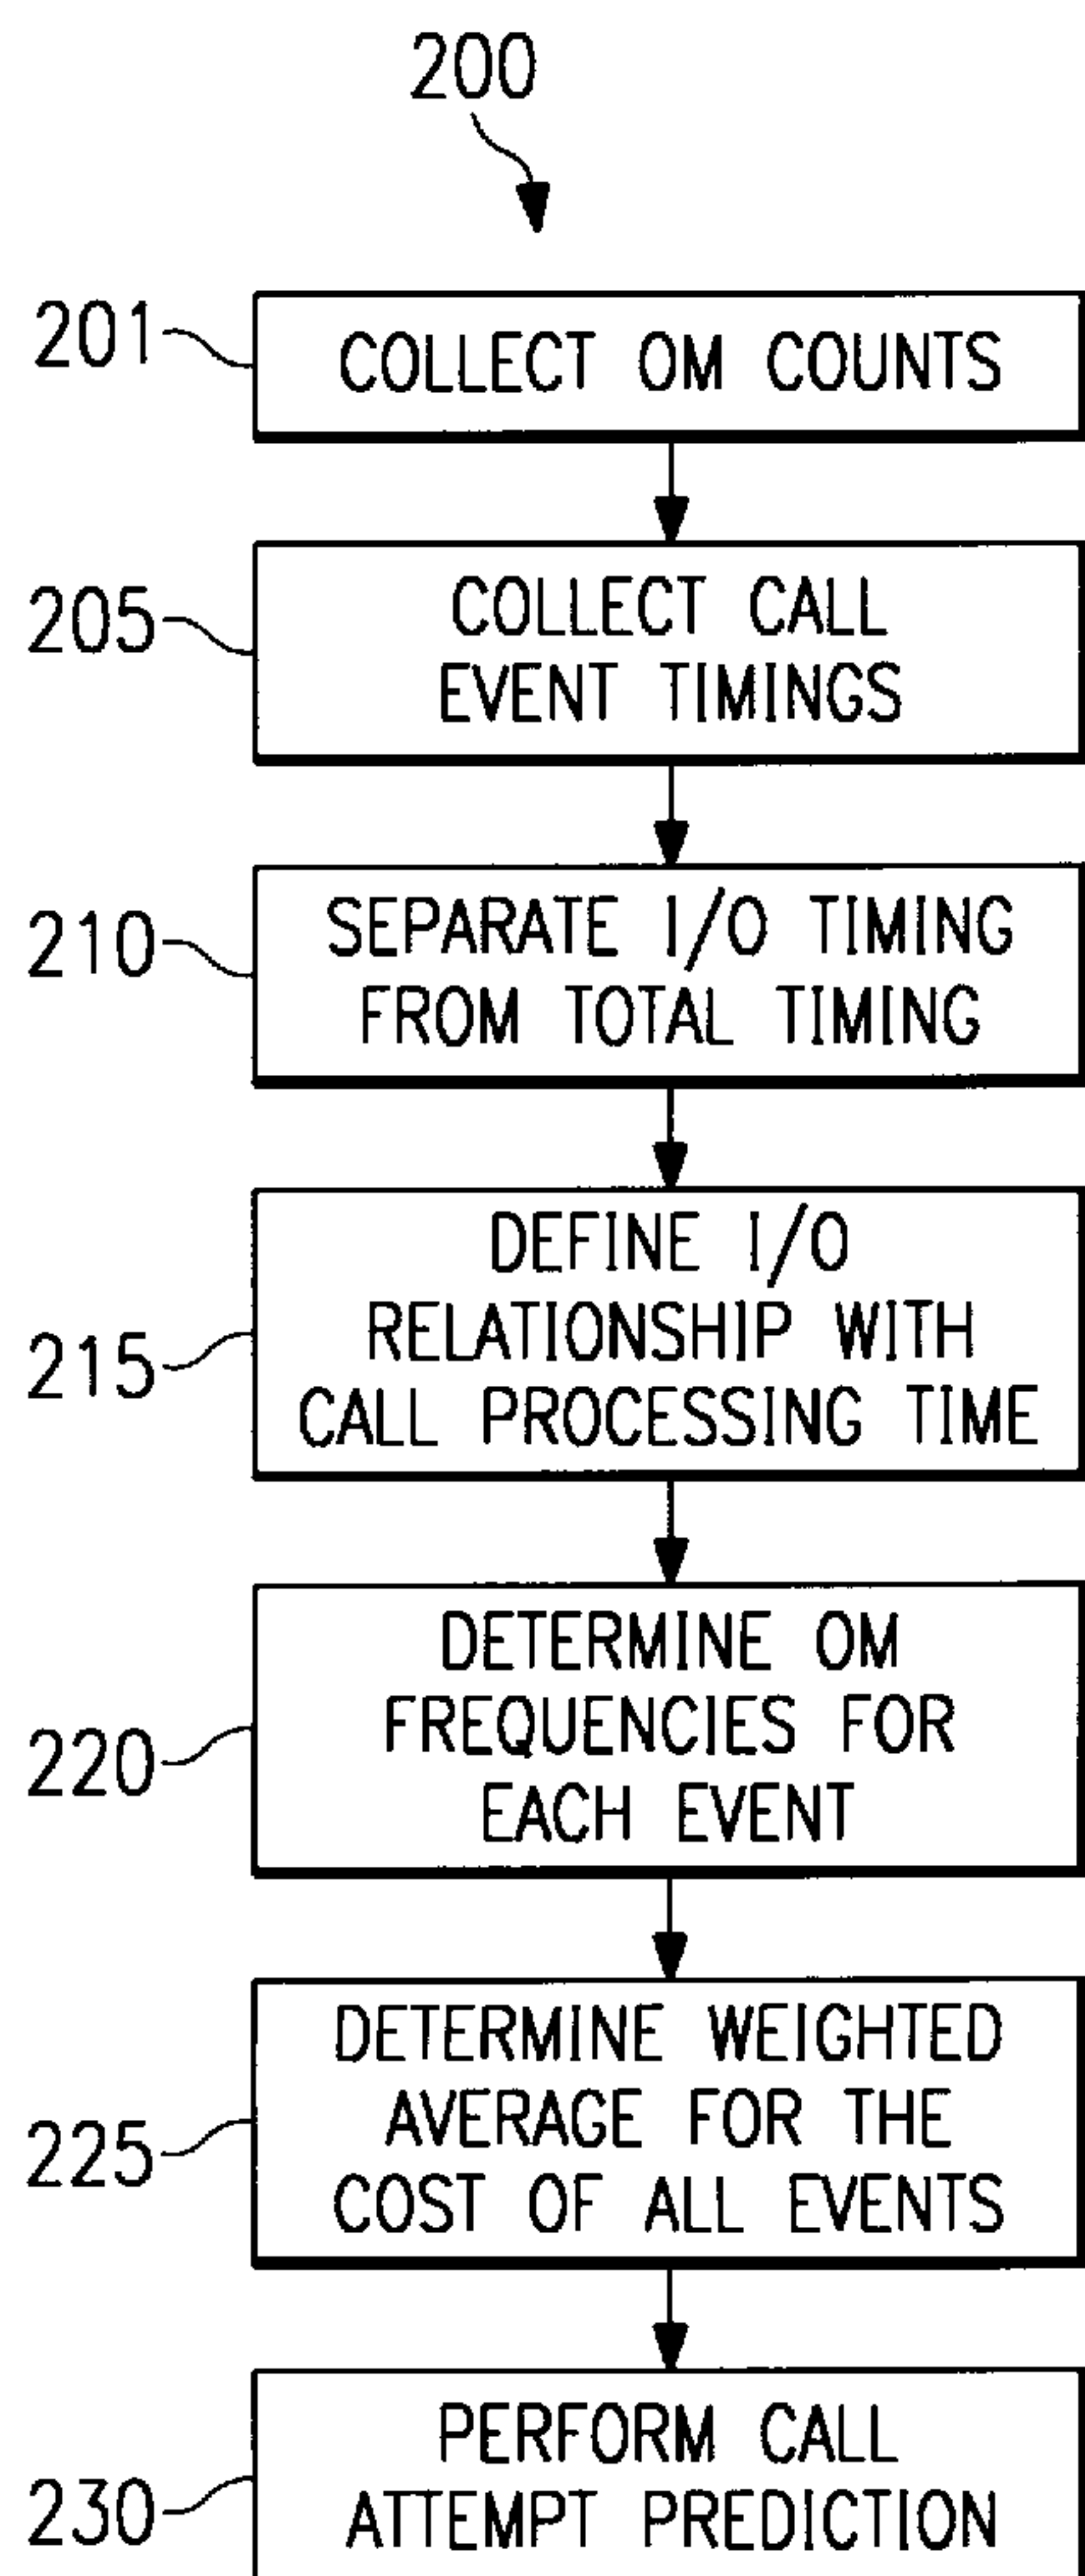 200
201
COLLECT OM COUNTS
205
COLLECT CALL
EVENT TIMINGS
210
SEPARATE I/O TIMING
FROM TOTAL TIMING
215
DEFINE I/O
RELATIONSHIP WITH
CALL PROCESSING TIME
220
DETERMINE OM
FREQUENCIES FOR
EACH EVENT
225
DETERMINE WEIGHTED
AVERAGE FOR THE
COST OF ALL EVENTS
230
PERFORM CALL
ATTEMPT PREDICTION